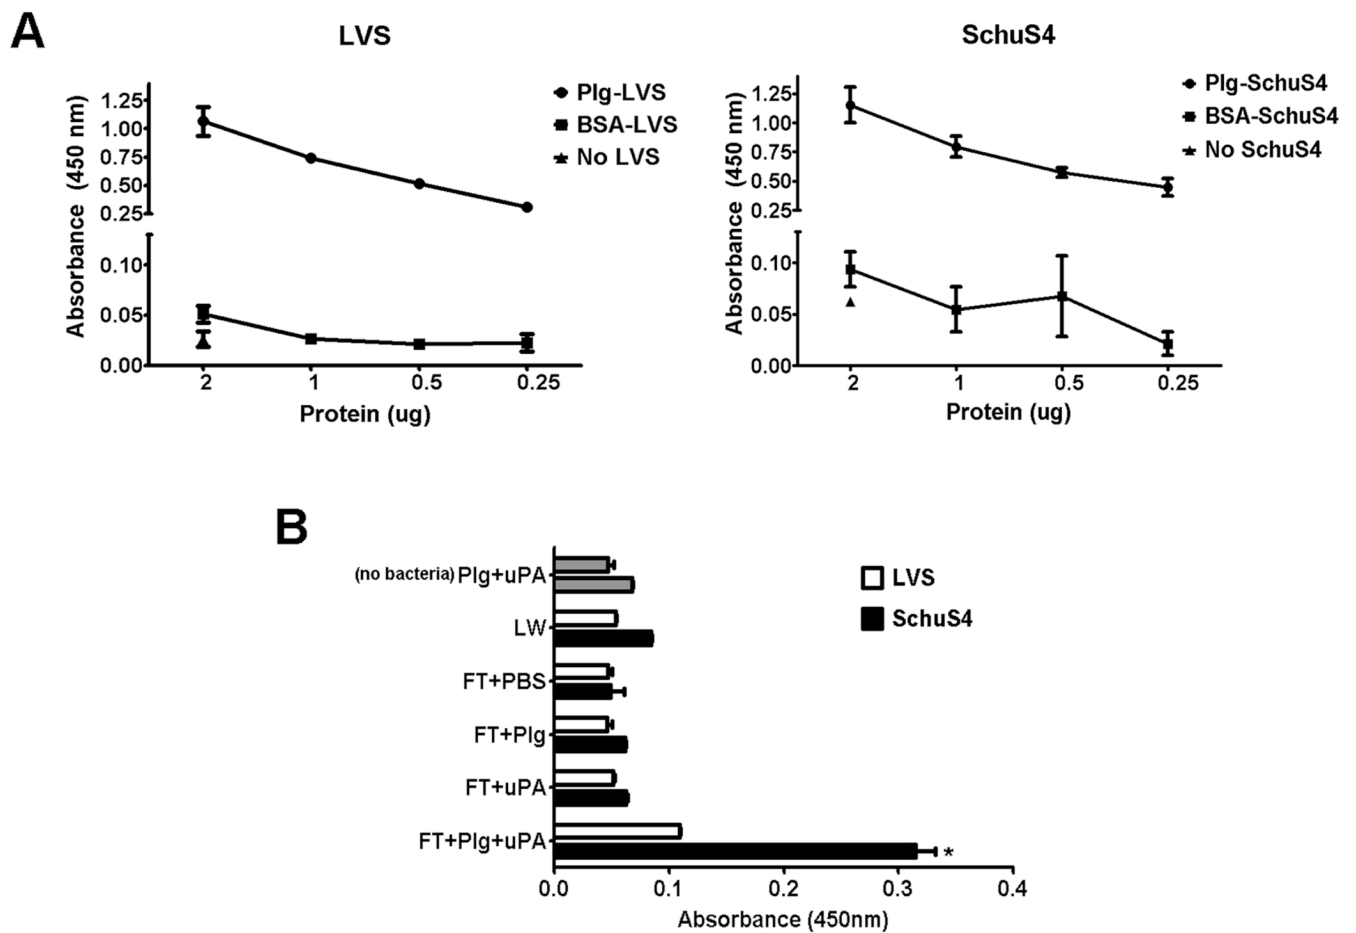 A
LVS
SchuS4
Absorbance (450 nm)
1.25
1.00
0.75
0.50
0.25
0.10
0.05
0.00
2 1 0.5 0.25
Protein (ug)
Plg-LVS
BSA-LVS
No LVS
Absorbance (450 nm)
1.25
1.00
0.75
0.50
0.25
0.10
0.05
0.00
2 1 0.5 0.25
Protein (ug)
Plg-SchuS4
BSA-SchuS4
No SchuS4
B
(no bacteria) Plg+uPA
LW
FT+PBS
FT+Plg
FT+uPA
FT+Plg+uPA
*
LVS
SchuS4
0.0 0.1 0.2 0.3 0.4
Absorbance (450nm)